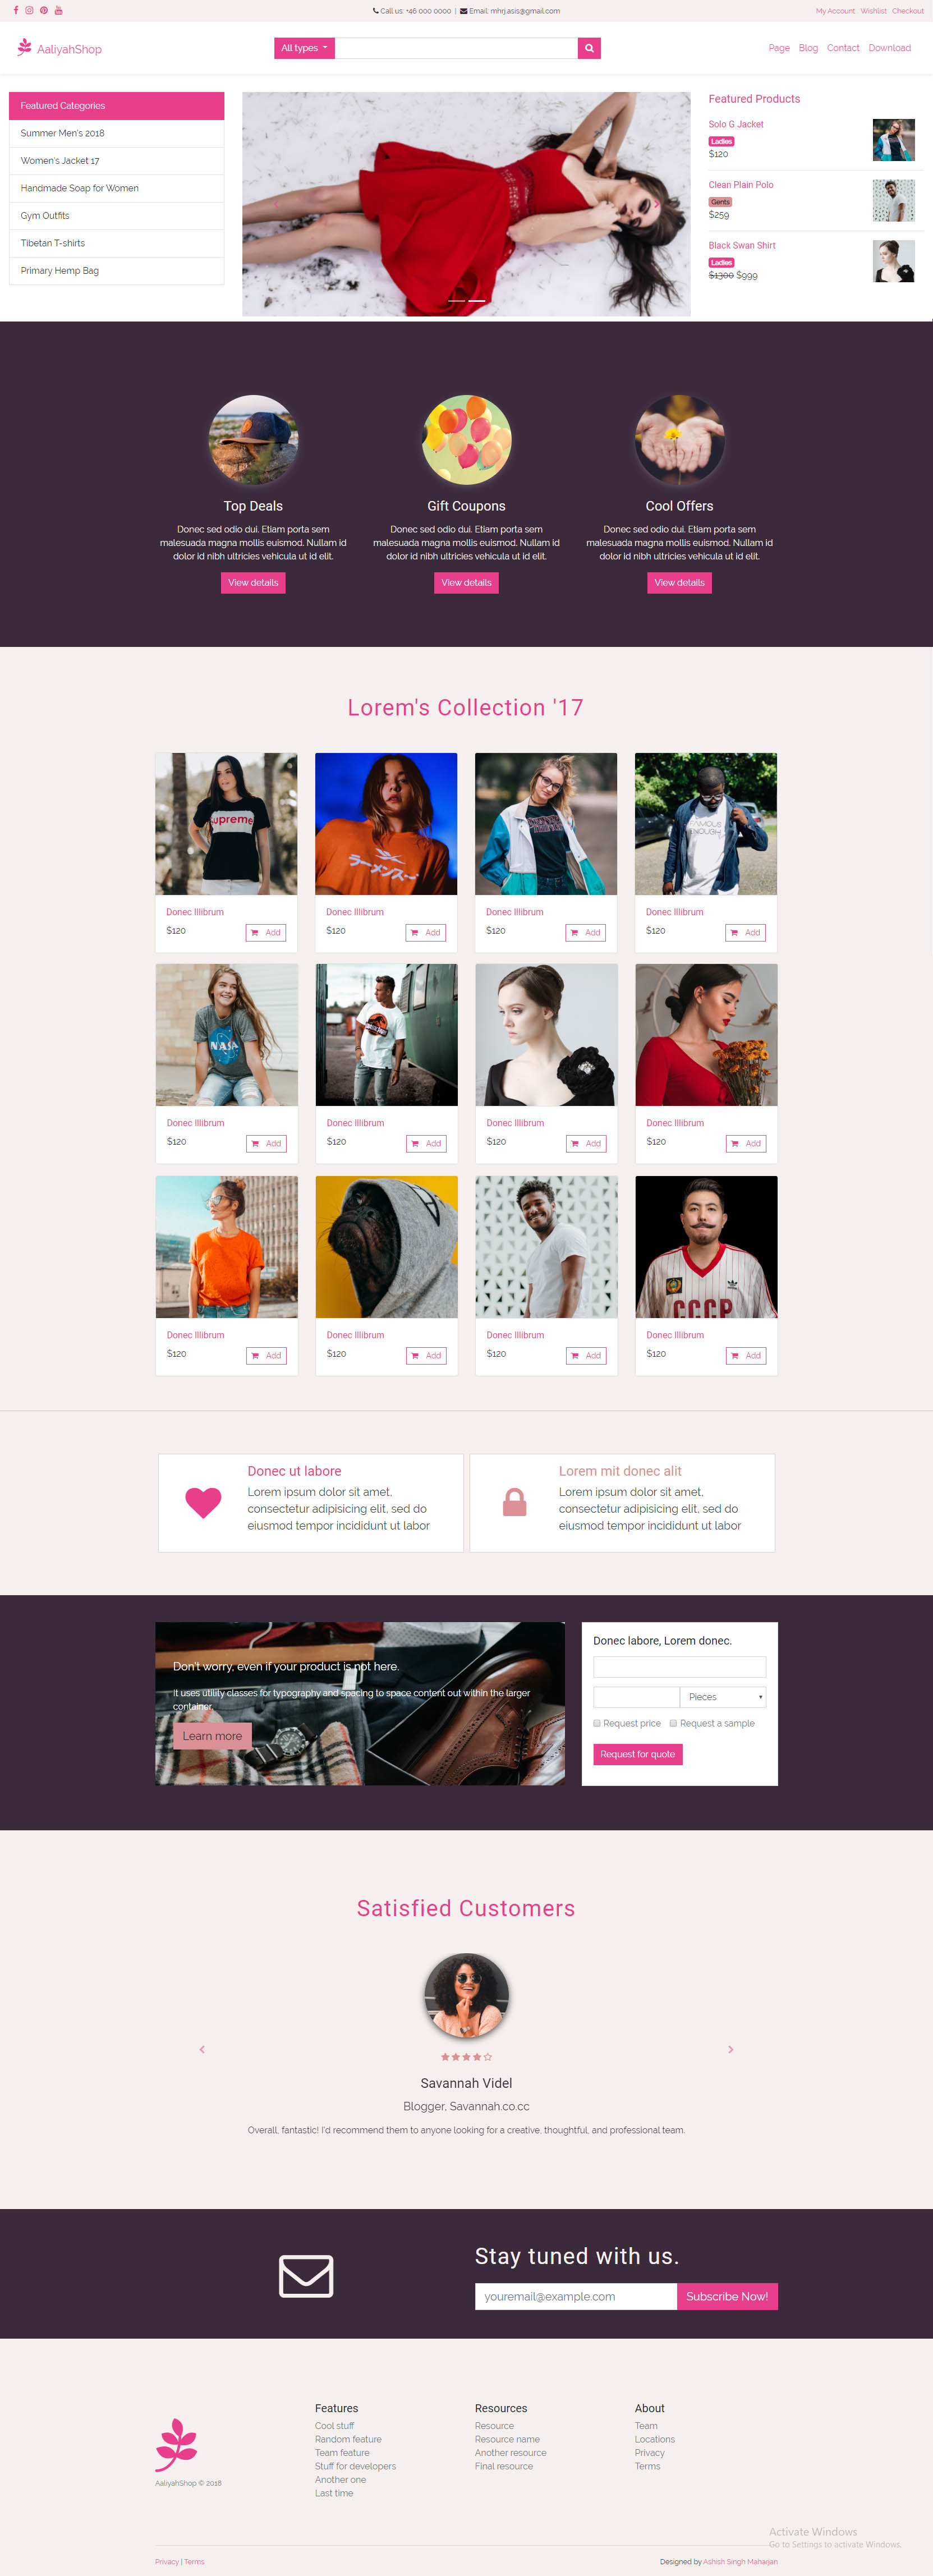 Call us: +46 000 0000 | Email: mhrj.asis@gmail.com
My Account Wishlist Checkout
AaliyahShop
All types
Page Blog Contact Download
Featured Categories
Summer Men's 2018
Women's Jacket 17
Handmade Soap for Women
Gym Outfits
Tibetan T-shirts
Primary Hemp Bag
Featured Products
Solo G Jacket
Ladies
$120
Clean Plain Polo
Gents
$259
Black Swan Shirt
Ladies
$1300 $999
Top Deals
Donec sed odio dui. Etiam porta sem
malesuada magna mollis euismod. Nullam id
dolor id nibh ultricies vehicula ut id elit.
View details
Gift Coupons
Donec sed odio dui. Etiam porta sem
malesuada magna mollis euismod. Nullam id
dolor id nibh ultricies vehicula ut id elit.
View details
Cool Offers
Donec sed odio dui. Etiam porta sem
malesuada magna mollis euismod. Nullam id
dolor id nibh ultricies vehicula ut id elit.
View details
Lorem's Collection '17
upreme
ラーメンスー
FAMOUS
ENOUGH
Donec Illibrum Donec Illibrum Donec Illibrum Donec Illibrum
$120 Add $120 Add $120 Add $120 Add
NASA
Donec Illibrum Donec Illibrum Donec Illibrum Donec Illibrum
$120 Add $120 Add $120 Add $120 Add
adidas
CCCP
Donec Illibrum Donec Illibrum Donec Illibrum Donec Illibrum
$120 Add $120 Add $120 Add $120 Add
Donec ut labore
Lorem ipsum dolor sit amet,
consectetur adipisicing elit, sed do
eiusmod tempor incididunt ut labor
Lorem mit donec alit
Lorem ipsum dolor sit amet,
consectetur adipisicing elit, sed do
eiusmod tempor incididunt ut labor
Don't worry, even if your product is not here.
It uses utility classes for typography and spacing to space content out within the larger
container.
Learn more
Donec labore, Lorem donec.
Pieces
Request price Request a sample
Request for quote
Satisfied Customers
Savannah Videl
Blogger, Savannah.co.cc
Overall, fantastic! I'd recommend them to anyone looking for a creative, thoughtful, and professional team.
Stay tuned with us.
youremail@example.com Subscribe Now!
AaliyahShop © 2018
Features
Cool stuff
Random feature
Team feature
Stuff for developers
Another one
Last time
Resources
Resource
Resource name
Another resource
Final resource
About
Team
Locations
Privacy
Terms
Activate Windows
Go to Settings to activate Windows.
Privacy | Terms
Designed by Ashish Singh Maharjan